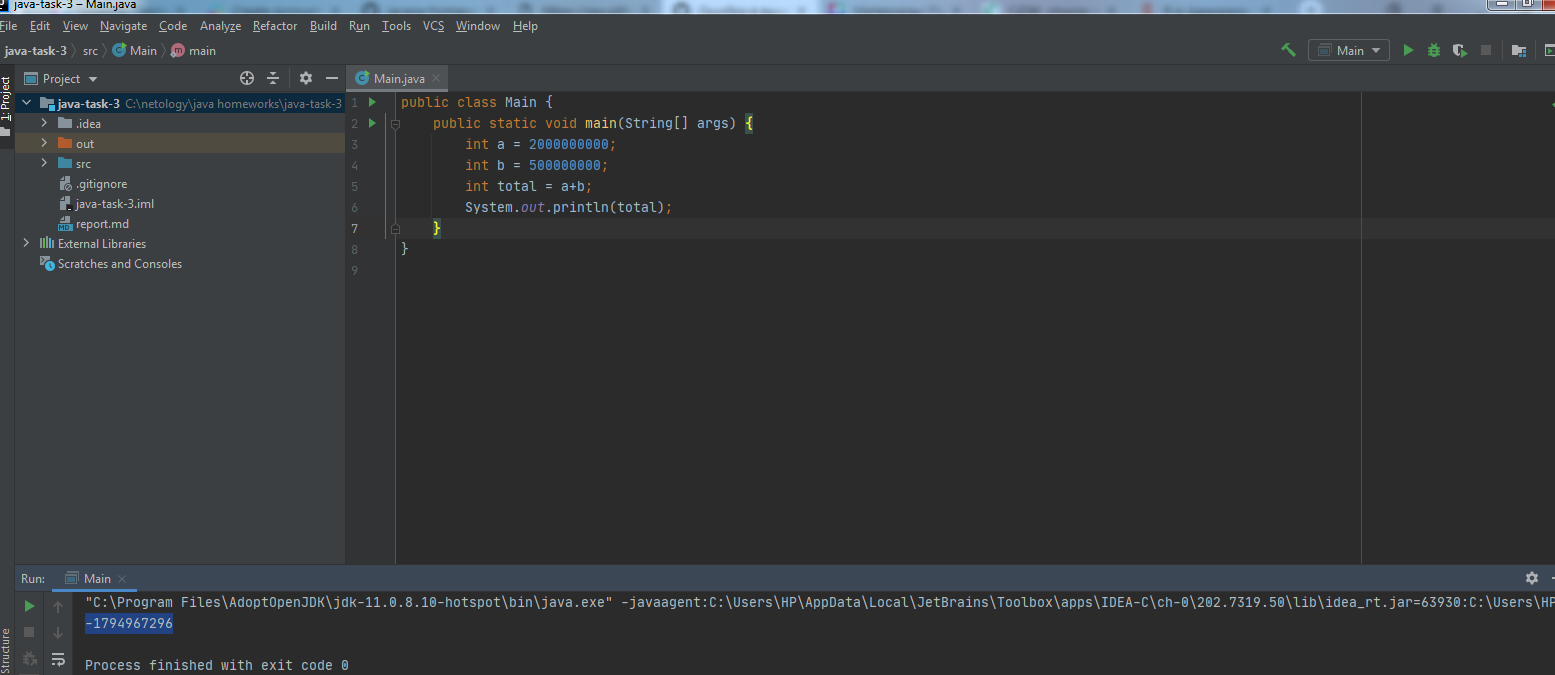 java-task-3 – Main.java
File Edit View Navigate Code Analyze Refactor Build Run Tools VCS Window Help
java-task-3 src Main main
Main
1: Project
Project
Main.java
java-task-3 C:\netology\java homeworks\java-task-3
.idea
out
src
.gitignore
java-task-3.iml
report.md
External Libraries
Scratches and Consoles
1 public class Main {
2 public static void main(String[] args) {
3 int a = 2000000000;
4 int b = 500000000;
5 int total = a+b;
6 System.out.println(total);
7 }
8 }
9
Structure
Run: Main
"C:\Program Files\AdoptOpenJDK\jdk-11.0.8.10-hotspot\bin\java.exe" -javaagent:C:\Users\HP\AppData\Local\JetBrains\Toolbox\apps\IDEA-C\ch-0\202.7319.50\lib\idea_rt.jar=63930:C:\Users\HP
-1794967296
Process finished with exit code 0